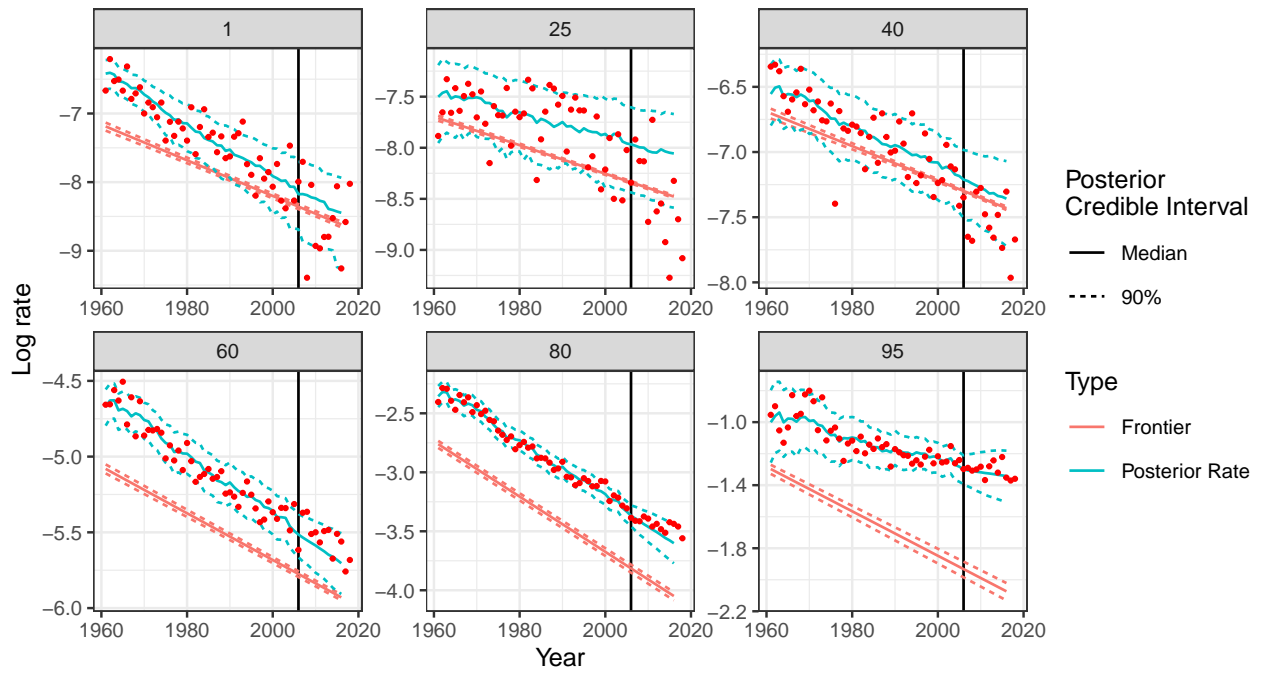 1
25
40
−7
−8
−9
−7.5
−8.0
−8.5
−9.0
−6.5
−7.0
−7.5
−8.0
1960 1980 2000 2020
1960 1980 2000 2020
1960 1980 2000 2020
60
80
95
−4.5
−5.0
−5.5
−6.0
−2.5
−3.0
−3.5
−4.0
−1.0
−1.4
−1.8
−2.2
1960 1980 2000 2020
1960 1980 2000 2020
1960 1980 2000 2020
Log rate
Year
Posterior
Credible Interval
Median
90%
Type
Frontier
Posterior Rate